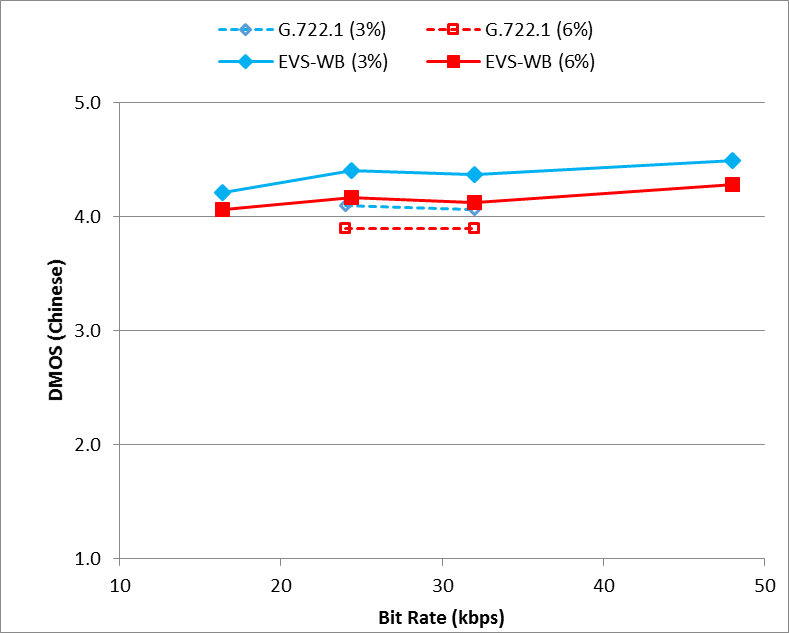 G.722.1 (3%) G.722.1 (6%)
EVS-WB (3%) EVS-WB (6%)
5.0
4.0
3.0
2.0
1.0
DMOS (Chinese)
10 20 30 40 50
Bit Rate (kbps)